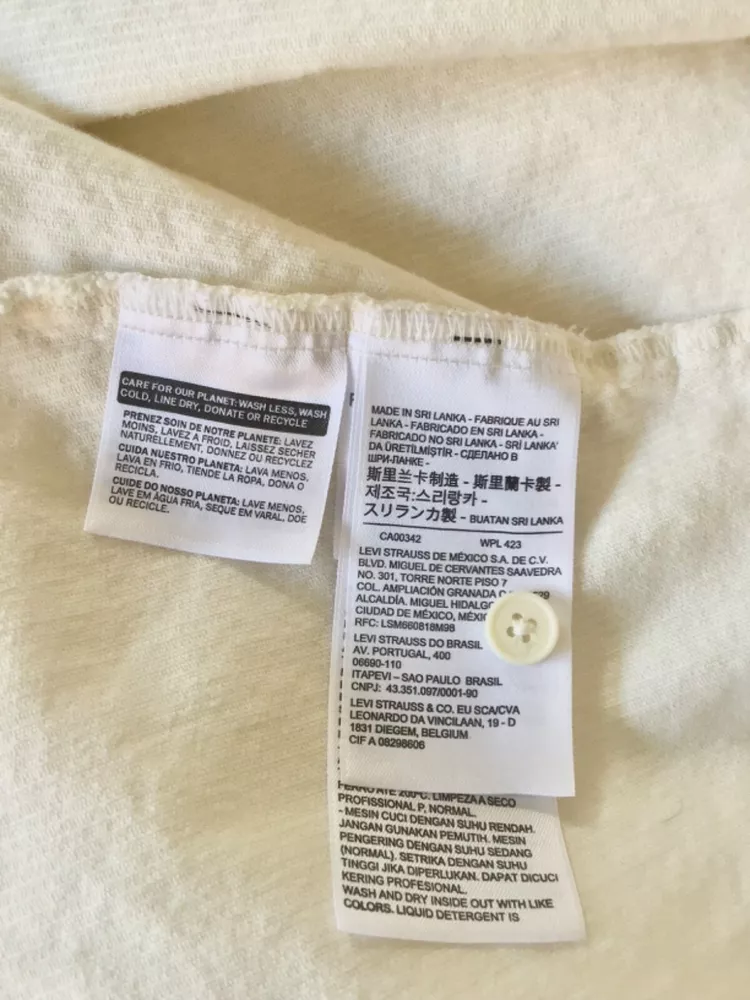 CARE FOR OUR PLANET: WASH LESS, WASH
COLD, LINE DRY, DONATE OR RECYCLE
PRENEZ SOIN DE NOTRE PLANETE: LAVEZ
MOINS, LAVEZ A FROID, LAISSEZ SECHER
NATURELLEMENT, DONNEZ OU RECYCLEZ
CUIDA NUESTRO PLANETA: LAVA MENOS,
LAVA EN FRIO, TIENDE LA ROPA, DONA O
RECICLA.
CUIDE DO NOSSO PLANETA: LAVE MENOS,
LAVE EM ÁGUA FRIA, SEQUE EM VARAL, DOE
OU RECICLE.
MADE IN SRI LANKA - FABRIQUE AU SRI
LANKA - FABRICADO EN SRI LANKA -
FABRICADO NO SRI LANKA - SRİ LANKA'
DA ÜRETİLMİŞTİR - СДЕЛАНО В
ШРИ-ЛАНКЕ -
斯里兰卡制造 - 斯里蘭卡製 -
제조국:스리랑카 -
スリランカ製 - BUATAN SRI LANKA
CA00342 WPL 423
LEVI STRAUSS DE MÉXICO S.A. DE C.V.
BLVD. MIGUEL DE CERVANTES SAAVEDRA
NO. 301, TORRE NORTE PISO 7
COL. AMPLIACIÓN GRANADA
ALCALDÍA. MIGUEL
CIUDAD DE MÉXICO,
RFC: LSM660818M98
LEVI STRAUSS DO BRASIL
AV. PORTUGAL, 400
06690-110
ITAPEVI – SAO PAULO BRASIL
CNPJ: 43.351.097/0001-90
LEVI STRAUSS & CO. EU SCA/CVA
LEONARDO DA VINCILAAN, 19 - D
1831 DIEGEM, BELGIUM
CIF A 08298606
FERRO ATÉ 200ºC. LIMPEZA A SECO
PROFISSIONAL P, NORMAL.
- MESIN CUCI DENGAN SUHU RENDAH.
JANGAN GUNAKAN PEMUTIH. MESIN
PENGERING DENGAN SUHU SEDANG
(NORMAL). SETRIKA DENGAN SUHU
TINGGI JIKA DIPERLUKAN. DAPAT DICUCI
KERING PROFESIONAL.
WASH AND DRY INSIDE OUT WITH LIKE
COLORS. LIQUID DETERGENT IS